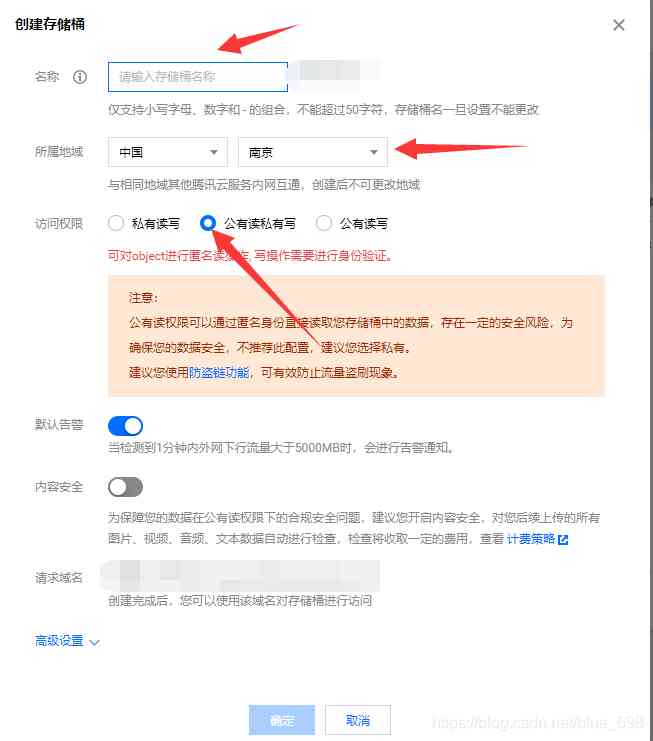 创建存储桶
名称
请输入存储桶名称
仅支持小写字母、数字和 - 的组合，不能超过50字符，存储桶名一旦设置不能更改
所属地域 中国 南京
与相同地域其他腾讯云服务内网互通，创建后不可更改地域
访问权限 私有读写 公有读私有写 公有读写
可对object进行匿名读操作, 写操作需要进行身份验证。
注意：
公有读权限可以通过匿名身份直接读取您存储桶中的数据，存在一定的安全风险，为
确保您的数据安全，不推荐此配置，建议您选择私有。
建议您使用防盗链功能，可有效防止流量盗刷现象。
默认告警
当检测到1分钟内外网下行流量大于5000MB时，会进行告警通知。
内容安全
为保障您的数据在公有读权限下的合规安全问题，建议您开启内容安全，对您后续上传的所有
图片、视频、音频、文本数据自动进行检查，检查将收取一定的费用，查看 计费策略
请求域名
创建完成后，您可以使用该域名对存储桶进行访问
高级设置
确定 取消
https://blog.csdn.net/blue_698